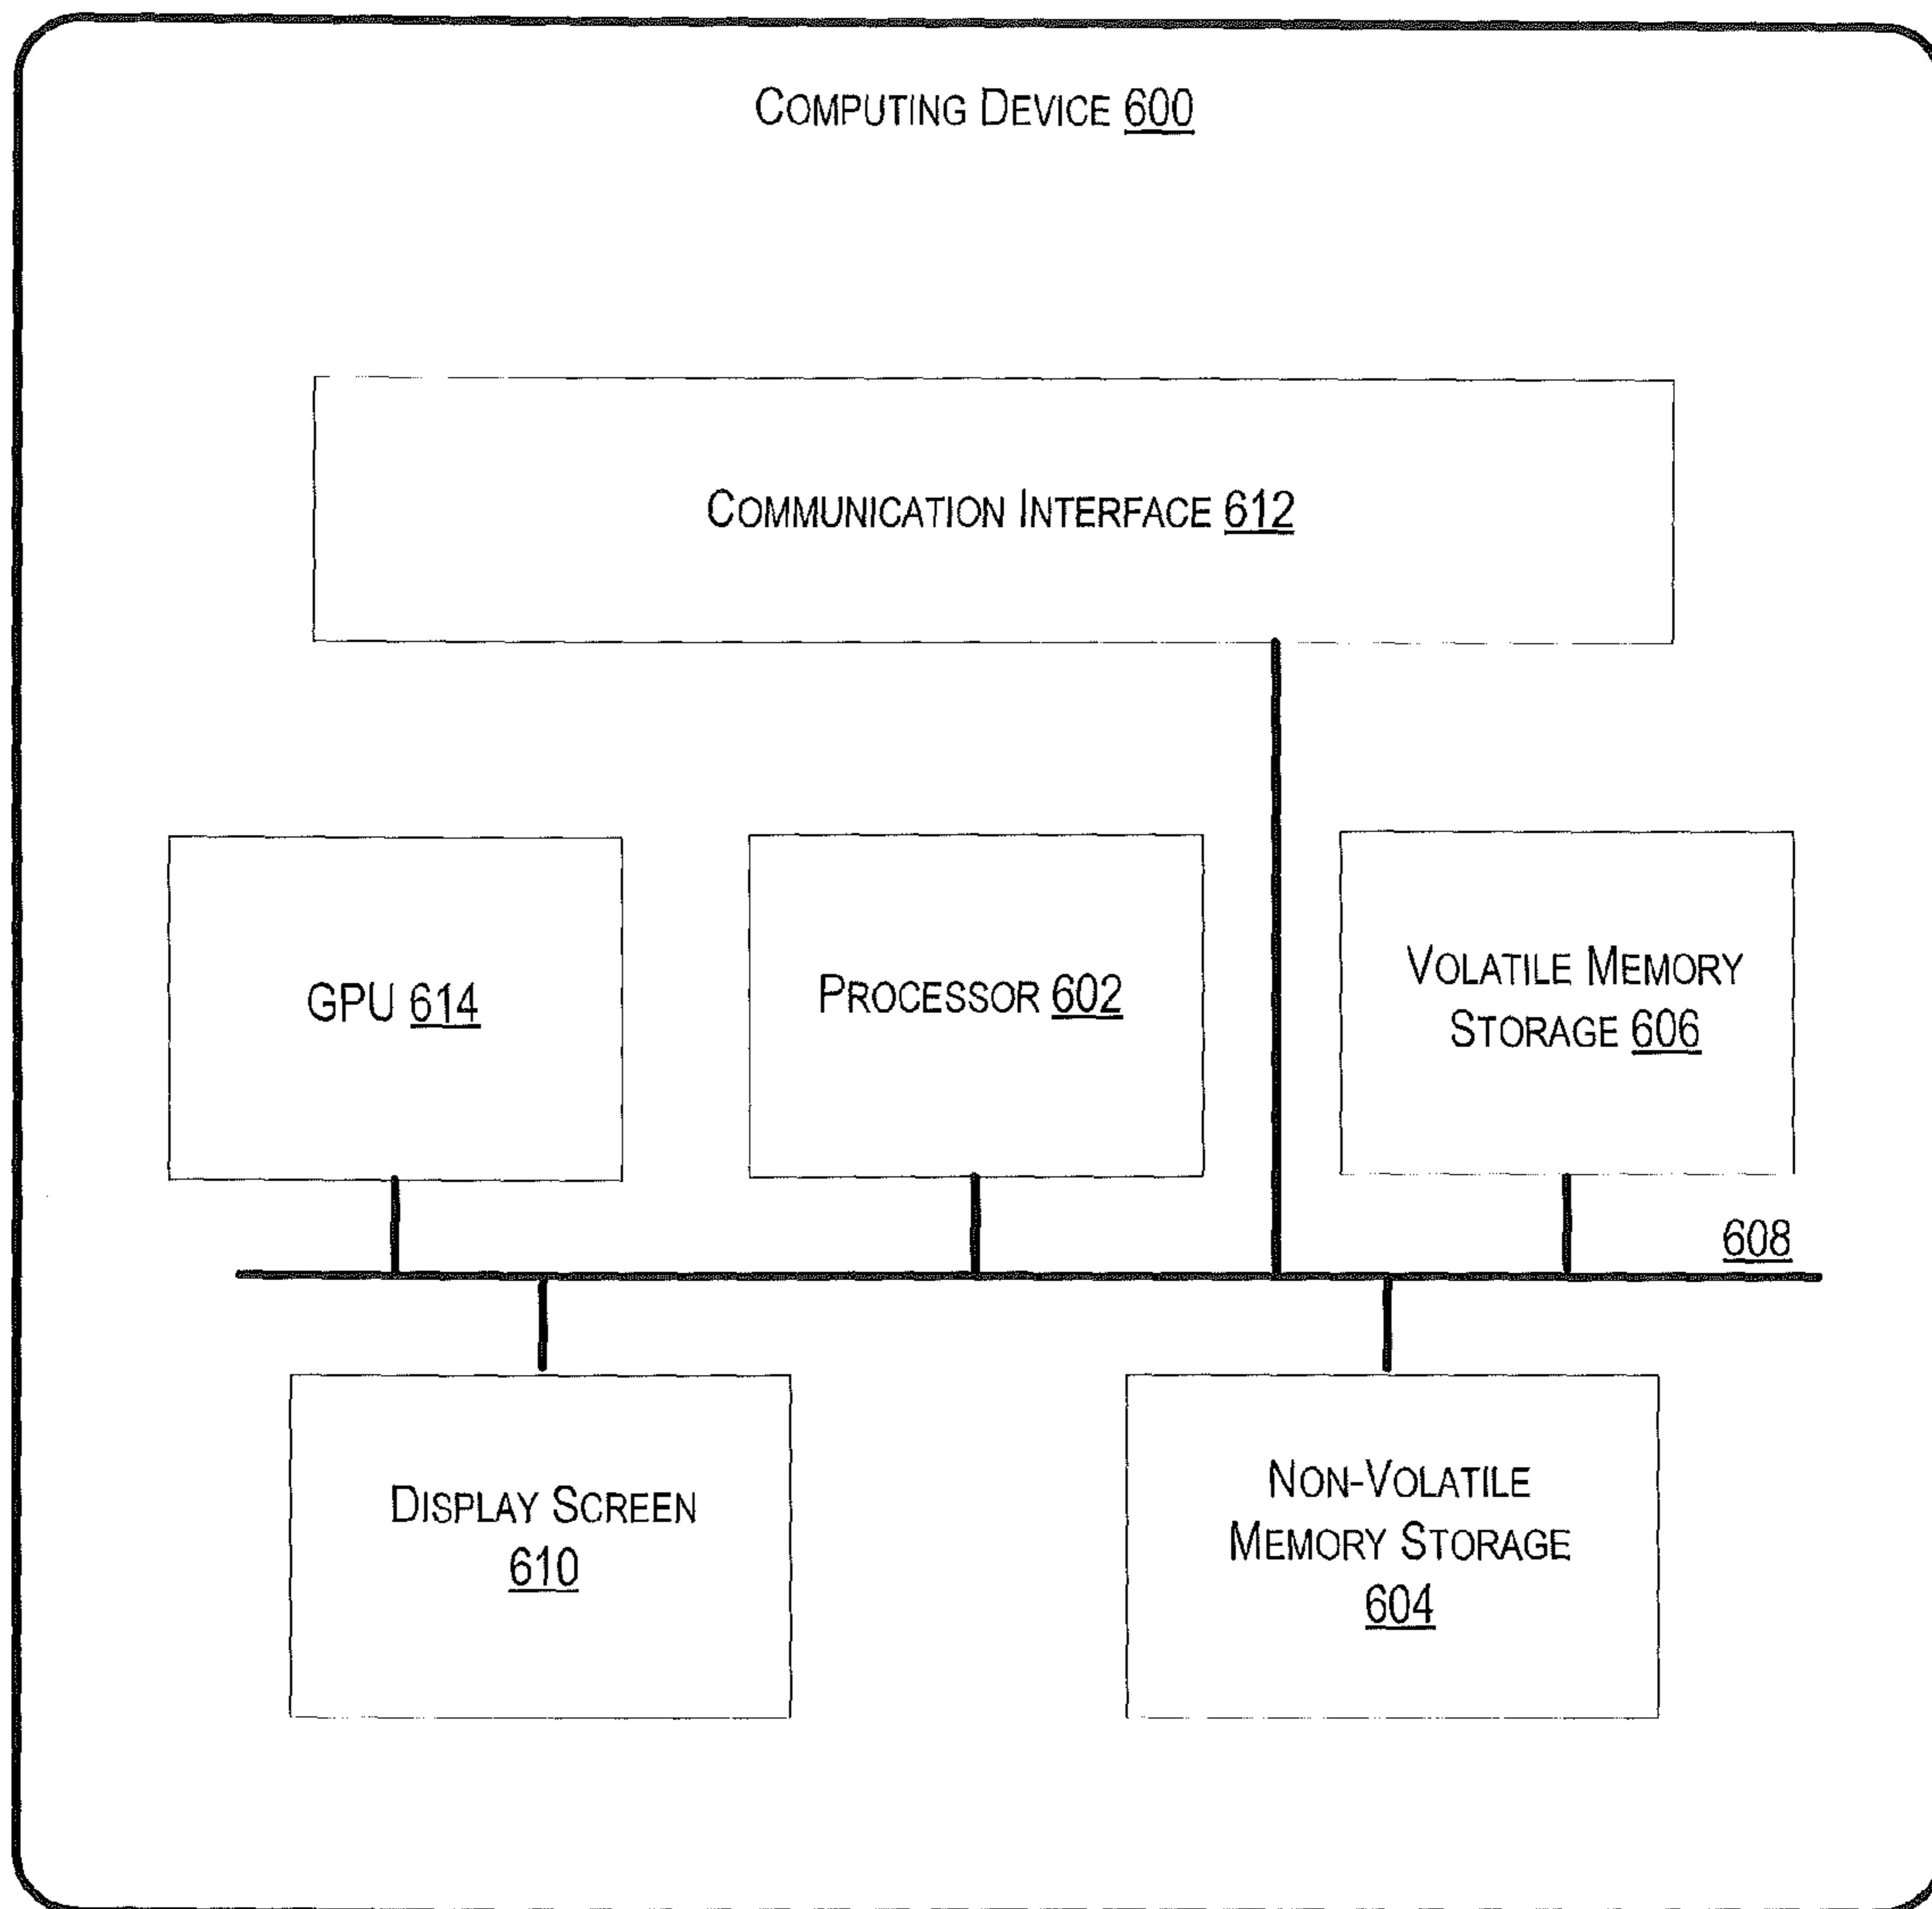 COMPUTING DEVICE 600
COMMUNICATION INTERFACE 612
GPU 614
PROCESSOR 602
VOLATILE MEMORY
STORAGE 606
608
DISPLAY SCREEN
610
NON-VOLATILE
MEMORY STORAGE
604